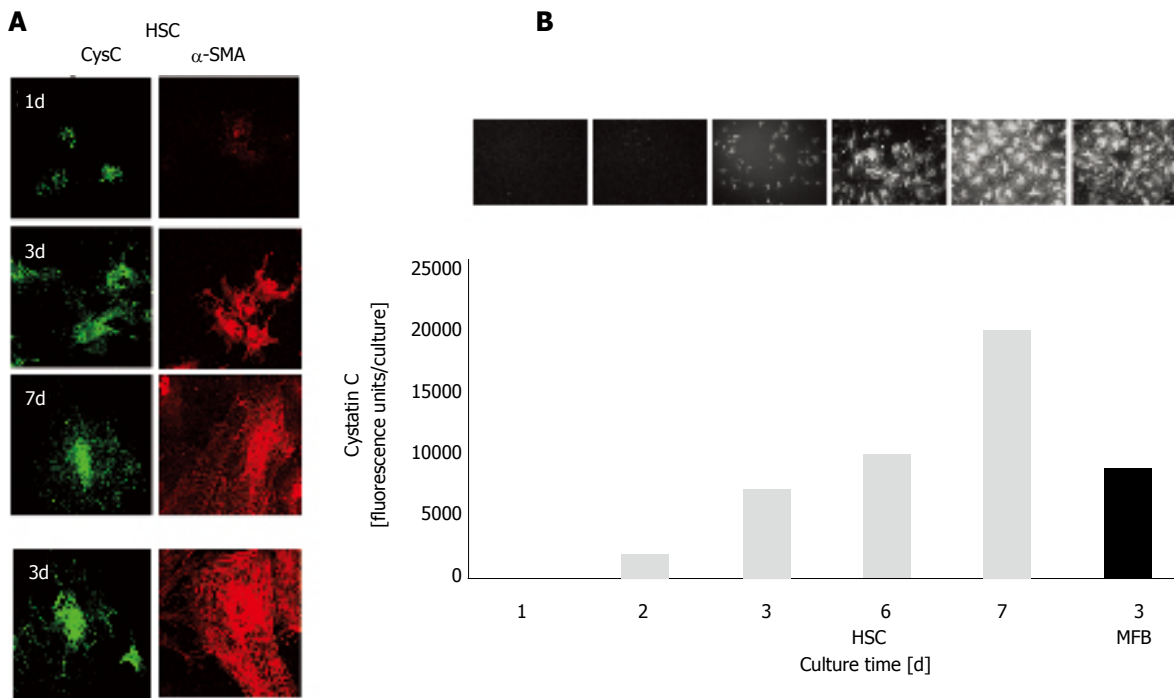 A
HSC
CysC α-SMA
1d
3d
7d
3d
B
Cystatin C
[fluorescence units/culture]
25000
20000
15000
10000
5000
0
1 2 3 6 7 3
HSC MFB
Culture time [d]